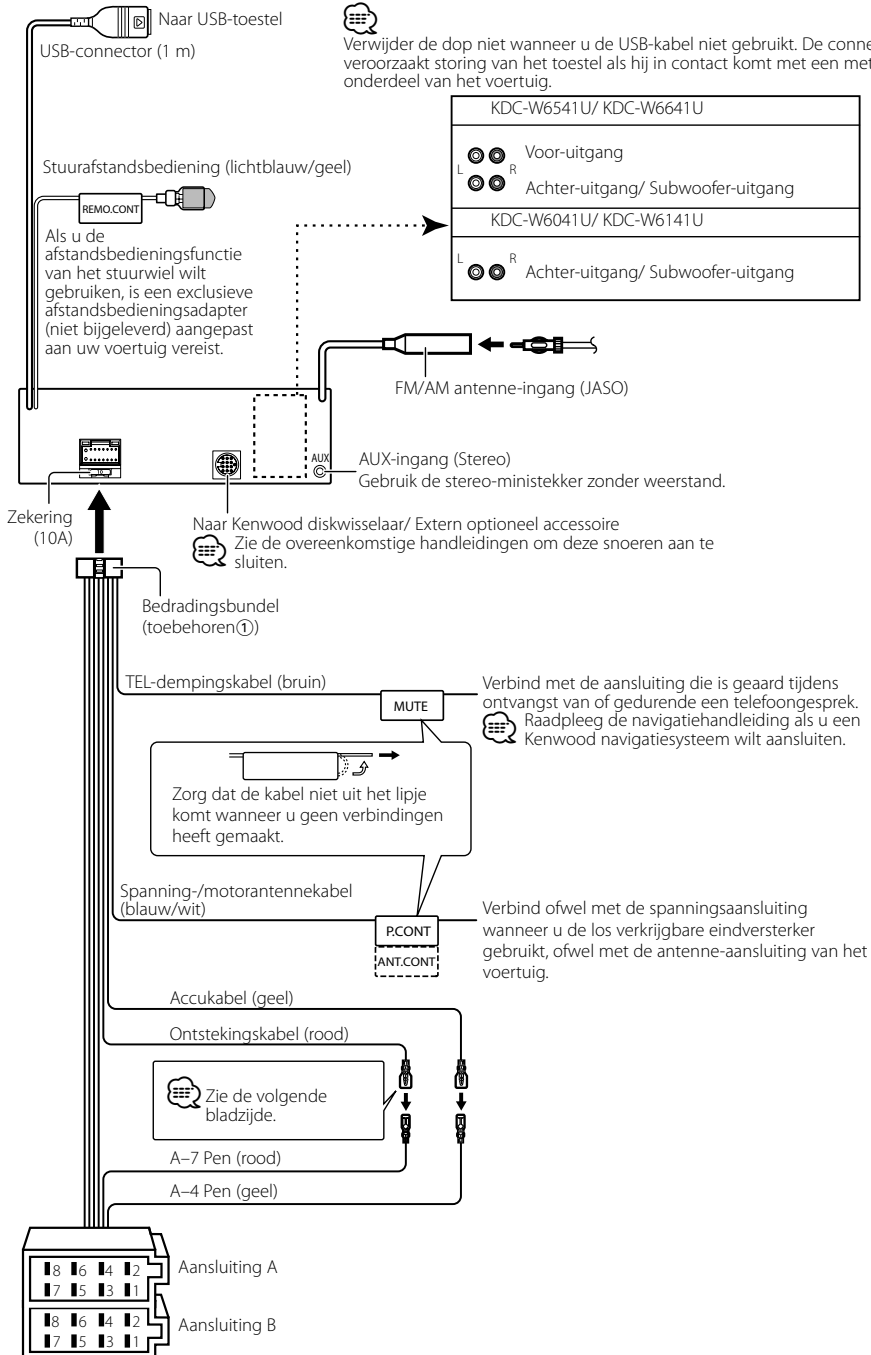 Naar USB-toestel
USB-connector (1 m)
Verwijder de dop niet wanneer u de USB-kabel niet gebruikt. De
veroorzaakt storing van het toestel als hij in contact komt met een
onderdeel van het voertuig.
KDC-W6541U/ KDC-W6641U
L R
Voor-uitgang
Achter-uitgang/ Subwoofer-uitgang
KDC-W6041U/ KDC-W6141U
L R
Achter-uitgang/ Subwoofer-uitgang
Stuurafstandsbediening (lichtblauw/geel)
REMO.CONT
Als u de
afstandsbedieningsfunctie
van het stuurwiel wilt
gebruiken, is een exclusieve
afstandsbedieningsadapter
(niet bijgeleverd) aangepast
aan uw voertuig vereist.
FM/AM antenne-ingang (JASO)
AUX
AUX-ingang (Stereo)
Gebruik de stereo-ministekker zonder weerstand.
Zekering
(10A)
Naar Kenwood diskwisselaar/ Extern optioneel accessoire
Zie de overeenkomstige handleidingen om deze snoeren aan te
sluiten.
Bedradingsbundel
(toebehoren①)
TEL-dempingskabel (bruin)
MUTE
Verbind met de aansluiting die is geaard tijdens
ontvangst van of gedurende een telefoongesprek.
Raadpleeg de navigatiehandleiding als u een
Kenwood navigatiesysteem wilt aansluiten.
Zorg dat de kabel niet uit het lipje
komt wanneer u geen verbindingen
heeft gemaakt.
Spanning-/motorantennekabel
(blauw/wit)
P.CONT
ANT.CONT
Verbind ofwel met de spanningsaansluiting
wanneer u de los verkrijgbare eindversterker
gebruikt, ofwel met de antenne-aansluiting van het
voertuig.
Accukabel (geel)
Ontstekingskabel (rood)
Zie de volgende
bladzijde.
A–7 Pen (rood)
A–4 Pen (geel)
8 6 4 2
7 5 3 1
Aansluiting A
8 6 4 2
7 5 3 1
Aansluiting B